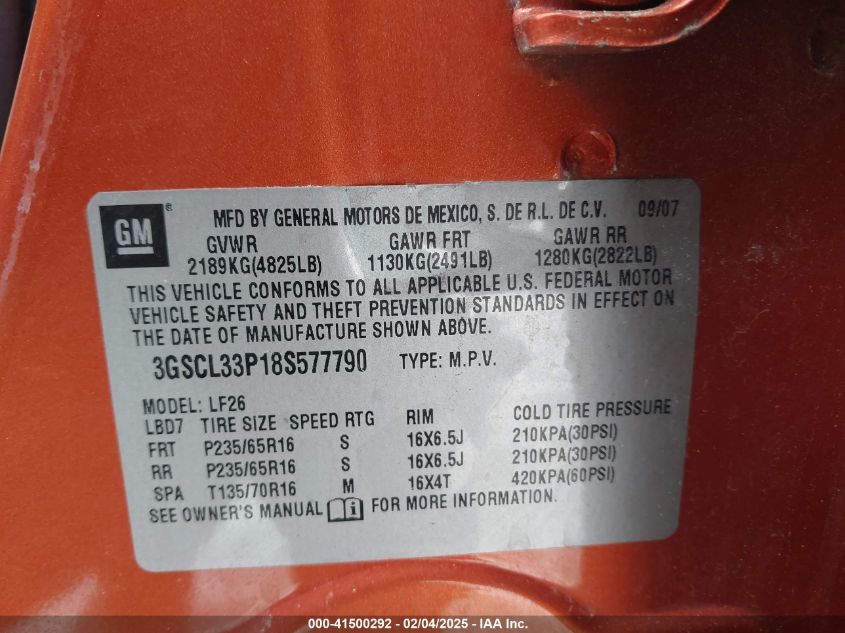 GM® MFD BY GENERAL MOTORS DE MEXICO, S. DE R.L. DE C.V. 09/07
GVWR GAWR FRT GAWR RR
2189KG(4825LB) 1130KG(2491LB) 1280KG(2822LB)
THIS VEHICLE CONFORMS TO ALL APPLICABLE U.S. FEDERAL MOTOR
VEHICLE SAFETY AND THEFT PREVENTION STANDARDS IN EFFECT ON
THE DATE OF MANUFACTURE SHOWN ABOVE.
3GSCL33P18S577790 TYPE: M.P.V.
MODEL: LF26
LBD7 TIRE SIZE SPEED RTG RIM COLD TIRE PRESSURE
FRT P235/65R16 S 16X6.5J 210KPA(30PSI)
RR P235/65R16 S 16X6.5J 210KPA(30PSI)
SPA T135/70R16 M 16X4T 420KPA(60PSI)
SEE OWNER'S MANUAL i FOR MORE INFORMATION.
000-41500292 - 02/04/2025 - IAA Inc.